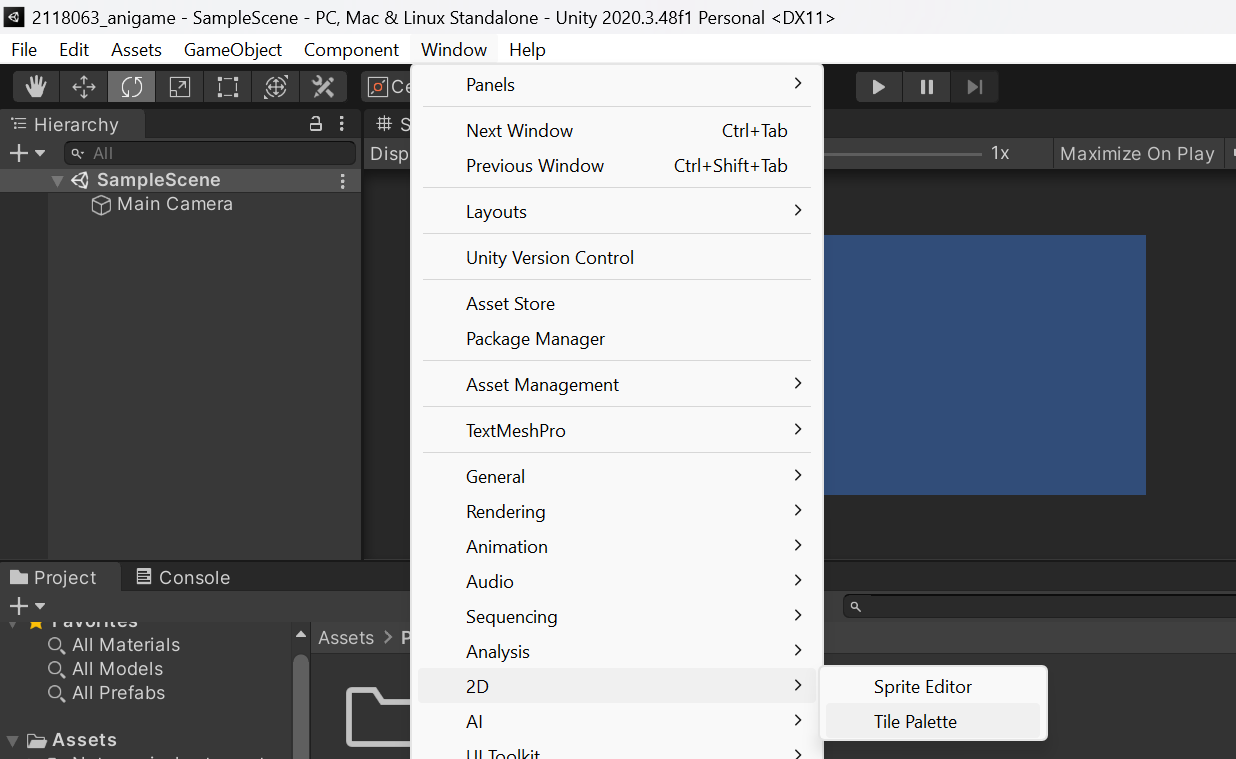 2118063_anigame - SampleScene - PC, Mac & Linux Standalone - Unity 2020.3.48f1 Personal <DX11>
File Edit Assets GameObject Component Window Help
Panels
Hierarchy
All
Next Window Ctrl+Tab
Previous Window Ctrl+Shift+Tab
1x Maximize On Play
SampleScene
Main Camera
Layouts
Unity Version Control
Asset Store
Package Manager
Asset Management
TextMeshPro
General
Rendering
Animation
Audio
Sequencing
Analysis
2D
AI
UI Toolkit
Sprite Editor
Tile Palette
Project Console
Favorites
All Materials
All Models
All Prefabs
Assets
Assets > P